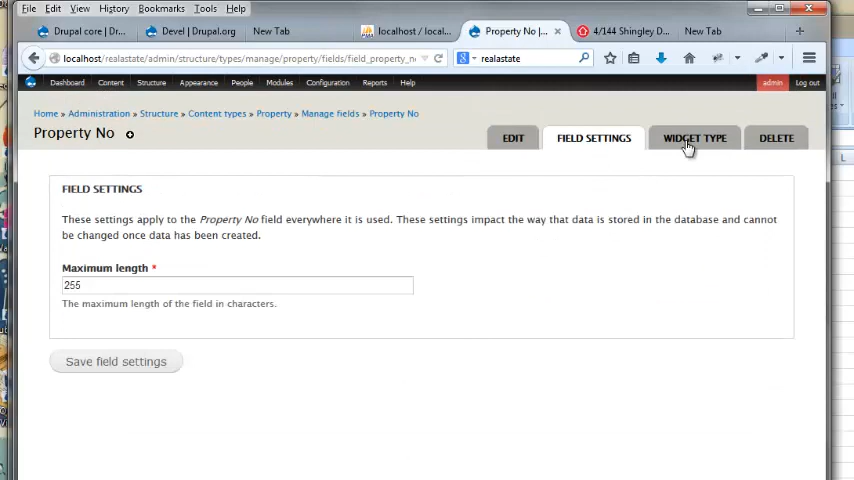 File Edit View History Bookmarks Tools Help
Drupal core | Dr... Devel | Drupal.org New Tab localhost / local... Property No |... × 4/144 Shingley D... New Tab +
localhost/realastate/admin/structure/types/manage/property/fields/field_property_n realastate
Dashboard Content Structure Appearance People Modules Configuration Reports Help admin Log out
Home » Administration » Structure » Content types » Property » Manage fields » Property No
Property No
EDIT FIELD SETTINGS WIDGET TYPE DELETE
FIELD SETTINGS
These settings apply to the Property No field everywhere it is used. These settings impact the way that data is stored in the database and cannot
be changed once data has been created.
Maximum length *
255
The maximum length of the field in characters.
Save field settings
L